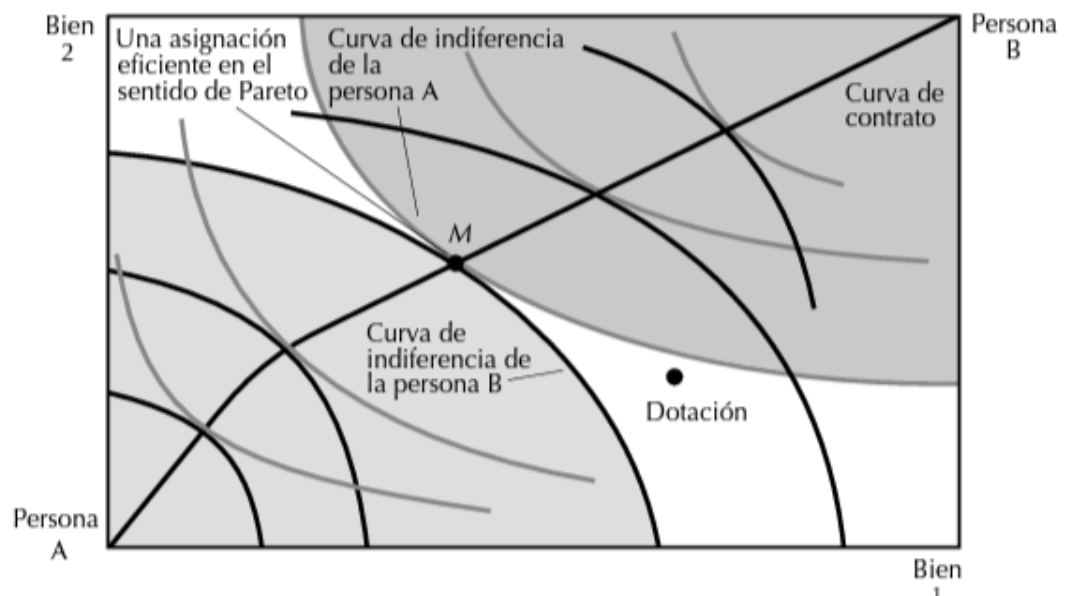 Bien
2
Una asignación
eficiente en el
sentido de Pareto
Curva de indiferencia
de la
persona A
Persona
B
Curva de
contrato
M
Curva de
indiferencia de
la persona B
Dotación
Persona
A
Bien
1